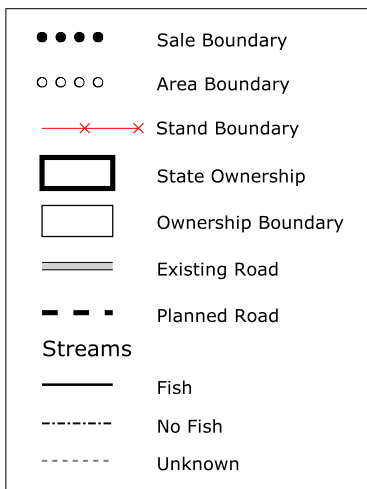 Sale Boundary
Area Boundary
Stand Boundary
State Ownership
Ownership Boundary
Existing Road
Planned Road
Streams
Fish
No Fish
Unknown